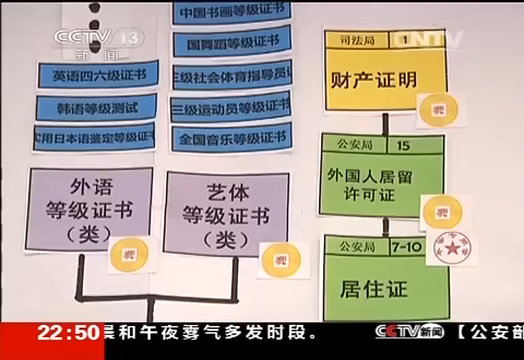 CCTV 13
新闻
CNTV
中国书画等级证书
国舞蹈等级证书
三级社会体育指导员证
三级运动员等级证书
全国音乐等级证书
英语四六级证书
韩语等级测试
实用日本语鉴定等级证书
外语
等级证书
（类）
艺体
等级证书
（类）
司法局
财产证明
公安局 15
外国人居留
许可证
公安局 7-10
居住证
22:50
晨和午夜雾气多发时段。
CCTV新闻
【公安部